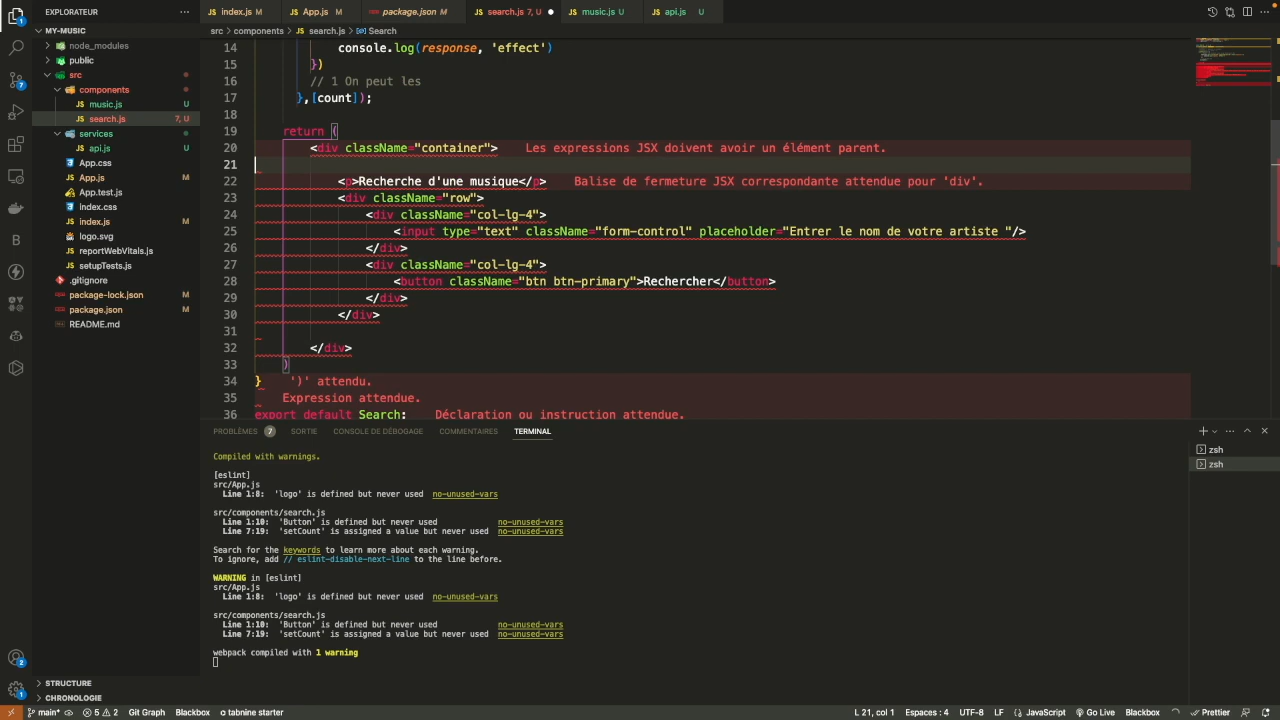 EXPLORATEUR
index.js M
App.js M
package.json M
search.js 7, U
music.js U
api.js U
MY-MUSIC
src > components > search.js > Search
node_modules
public
src
components
music.js U
search.js 7, U
services
api.js U
App.css
App.js M
App.test.js
index.css
index.js M
logo.svg
reportWebVitals.js
setupTests.js
.gitignore
package-lock.json M
package.json M
README.md
14 console.log(response, 'effect')
15 })
16 // 1 On peut les
17 },[count]);
18
19 return (
20 <div className="container"> Les expressions JSX doivent avoir un élément parent.
21
22 <p>Recherche d'une musique</p> Balise de fermeture JSX correspondante attendue pour 'div'.
23 <div className="row">
24 <div className="col-lg-4">
25 <input type="text" className="form-control" placeholder="Entrer le nom de votre artiste "/>
26 </div>
27 <div className="col-lg-4">
28 <button className="btn btn-primary">Rechercher</button>
29 </div>
30 </div>
31
32 </div>
33 )
34 } ')' attendu.
35 Expression attendue.
36 export default Search; Déclaration ou instruction attendue.
PROBLÈMES 7 SORTIE CONSOLE DE DÉBOGAGE COMMENTAIRES TERMINAL
zsh
zsh
Compiled with warnings.
[eslint]
src/App.js
Line 1:8: 'logo' is defined but never used no-unused-vars
src/components/search.js
Line 1:10: 'Button' is defined but never used no-unused-vars
Line 7:19: 'setCount' is assigned a value but never used no-unused-vars
Search for the keywords to learn more about each warning.
To ignore, add // eslint-disable-next-line to the line before.
WARNING in [eslint]
src/App.js
Line 1:8: 'logo' is defined but never used no-unused-vars
src/components/search.js
Line 1:10: 'Button' is defined but never used no-unused-vars
Line 7:19: 'setCount' is assigned a value but never used no-unused-vars
webpack compiled with 1 warning
STRUCTURE
CHRONOLOGIE
main 5 2 Git Graph Blackbox tabnine starter L 21, col 1 Espaces : 4 UTF-8 LF JavaScript Go Live Blackbox Prettier